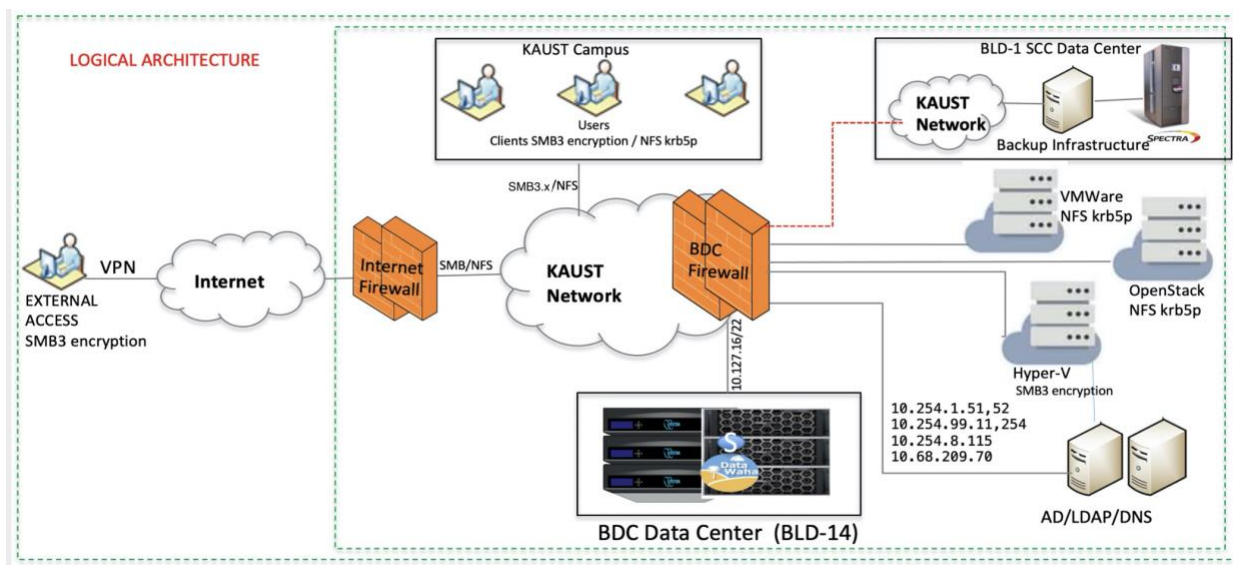 LOGICAL ARCHITECTURE
KAUST Campus
Users
Clients SMB3 encryption / NFS krb5p
BLD-1 SCC Data Center
KAUST
Network
Backup Infrastructure
SPECTRA
SMB3.x/NFS
VMWare
NFS krb5p
VPN
EXTERNAL
ACCESS
SMB3 encryption
Internet
Internet
Firewall
SMB/NFS
KAUST
Network
BDC
Firewall
OpenStack
NFS krb5p
Hyper-V
SMB3 encryption
10.127.16/22
10.254.1.51,52
10.254.99.11,254
10.254.8.115
10.68.209.70
S
Data
Waha
BDC Data Center (BLD-14)
AD/LDAP/DNS